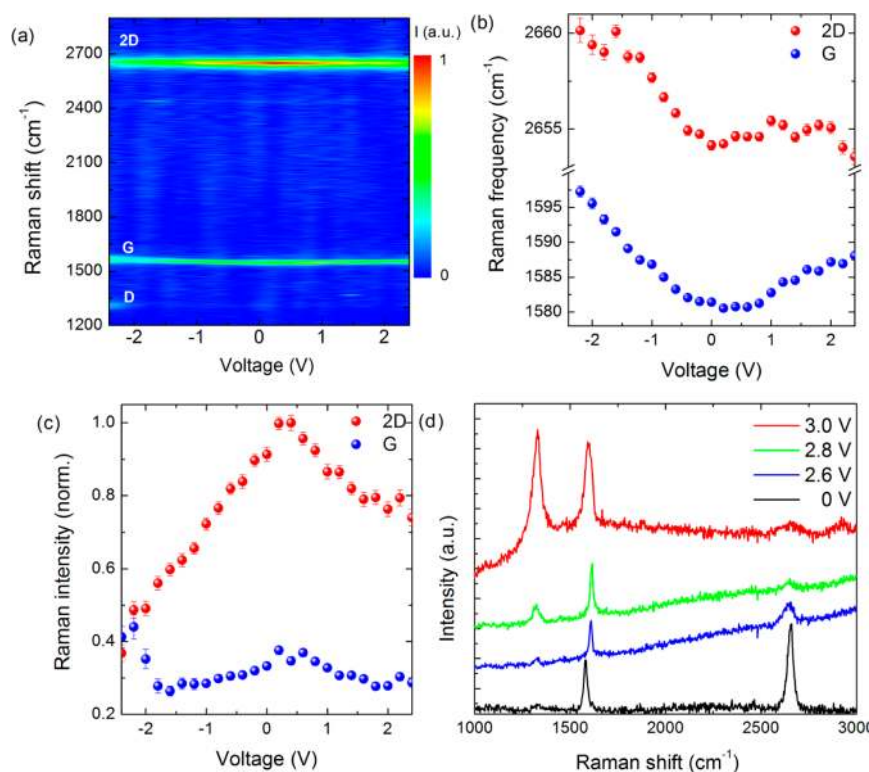 (a)
2D
G
D
I (a.u.)
1
0
2700
2400
2100
1800
1500
1200
Raman shift (cm⁻¹)
-2 -1 0 1 2
Voltage (V)
(b)
2D
G
2660
2655
1595
1590
1585
1580
Raman frequency (cm⁻¹)
-2 -1 0 1 2
Voltage (V)
(c)
2D
G
1.0
0.8
0.6
0.4
0.2
Raman intensity (norm.)
-2 -1 0 1 2
Voltage (V)
(d)
3.0 V
2.8 V
2.6 V
0 V
Intensity (a.u.)
1000 1500 2000 2500 3000
Raman shift (cm⁻¹)